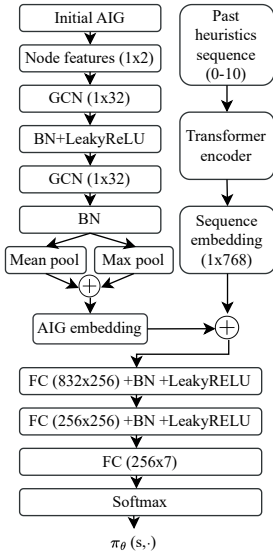 Initial AIG
Node features (1x2)
GCN (1x32)
BN+LeakyReLU
GCN (1x32)
BN
Mean pool
Max pool
+
AIG embedding
Past
heuristics
sequence
(0-10)
Transformer
encoder
Sequence
embedding
(1x768)
+
FC (832x256) +BN +LeakyRELU
FC (256x256) +BN +LeakyRELU
FC (256x7)
Softmax
πθ (s,·)